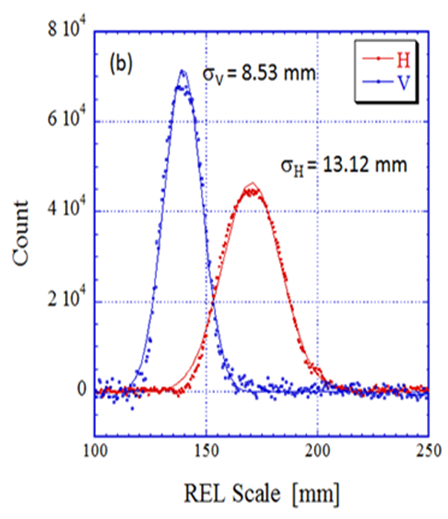 8 10⁴
(b)
H
V
σV = 8.53 mm
6 10⁴
σH = 13.12 mm
4 10⁴
Count
2 10⁴
0
100 150 200 250
REL Scale [mm]